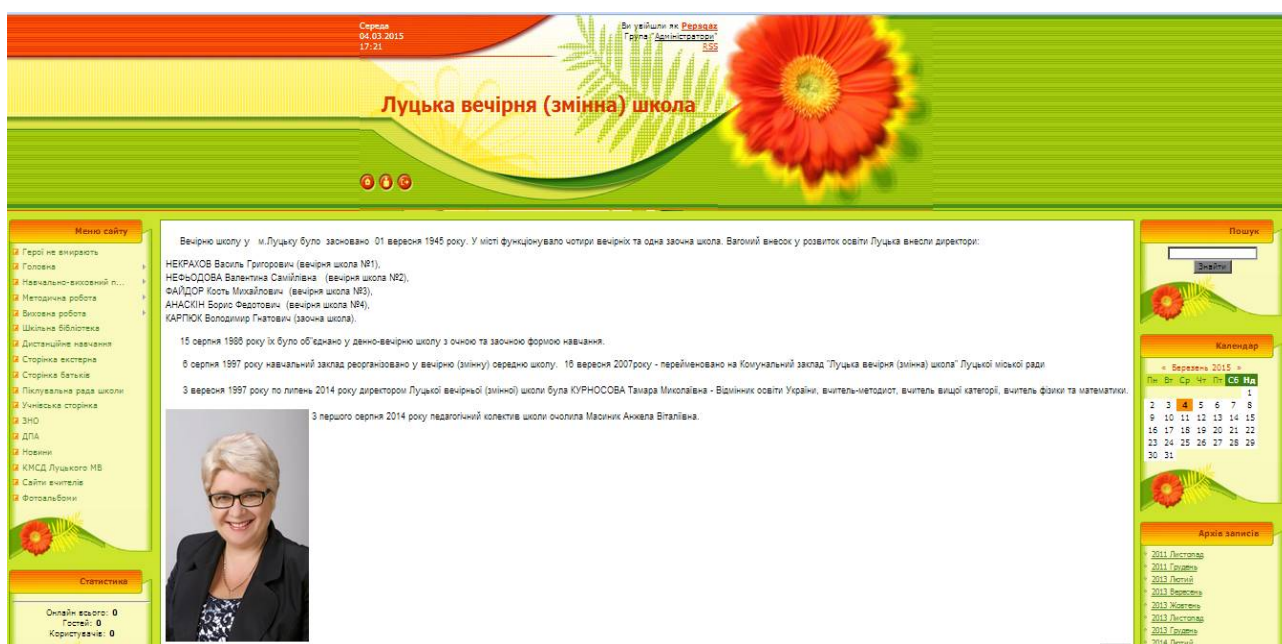 Середа
04.03.2015
17:21
Ви увійшли як Pepsqax
Група "Адміністратори"
RSS
Луцька вечірня (змінна) школа
Меню сайту
Герої не вмирають
Головна
Навчально-виховний п...
Методична робота
Виховна робота
Шкільна бібліотека
Дистанційне навчання
Сторінка екстерна
Сторінка батьків
Піклувальна рада школи
Учнівська сторінка
ЗНО
ДПА
Новини
КМСД Луцького МВ
Сайти вчителів
Фотоальбоми
Статистика
Онлайн всього: 0
Гостей: 0
Користувачів: 0
Вечірню школу у м.Луцьку було засновано 01 вересня 1945 року. У місті функціонувало чотири вечірніх та одна заочна школа. Вагомий внесок у розвиток освіти Луцька внесли директори:
НЕКРАХОВ Василь Григорович (вечірня школа №1),
НЕФЬОДОВА Валентина Самійлівна (вечірня школа №2),
ФАЙДОР Кость Михайлович (вечірня школа №3),
АНАСКІН Борис Федотович (вечірня школа №4),
КАРПЮК Володимир Гнатович (заочна школа).
15 серпня 1986 року їх було об'єднано у денно-вечірню школу з очною та заочною формою навчання.
6 серпня 1997 року навчальний заклад реорганізовано у вечірню (змінну) середню школу. 16 вересня 2007року - перейменовано на Комунальний заклад "Луцька вечірня (змінна) школа" Луцької міської ради
З вересня 1997 року по липень 2014 року директором Луцької вечірньої (змінної) школи була КУРНОСОВА Тамара Миколаївна - Відмінник освіти України, вчитель-методист, вчитель вищої категорії, вчитель фізики та математики.
З першого серпня 2014 року педагогічний колектив школи очолила Масиник Анжела Віталіївна.
Пошук
Знайти
Календар
« Березень 2015 »
Пн Вт Ср Чт Пт Сб Нд
1
2 3 4 5 6 7 8
9 10 11 12 13 14 15
16 17 18 19 20 21 22
23 24 25 26 27 28 29
30 31
Архів записів
2011 Листопад
2011 Грудень
2013 Лютий
2013 Вересень
2013 Жовтень
2013 Листопад
2013 Грудень
2014 Лютий